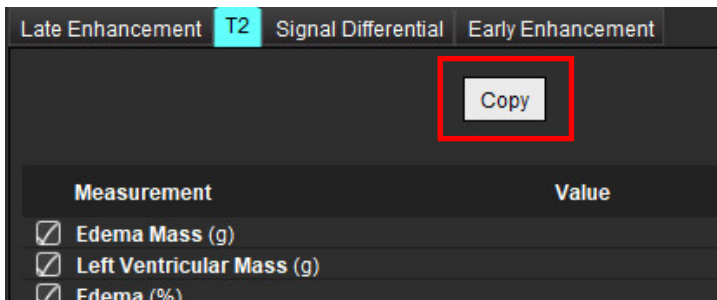 Late Enhancement T2 Signal Differential Early Enhancement
Copy
Measurement Value
Edema Mass (g)
Left Ventricular Mass (g)
Edema (%)